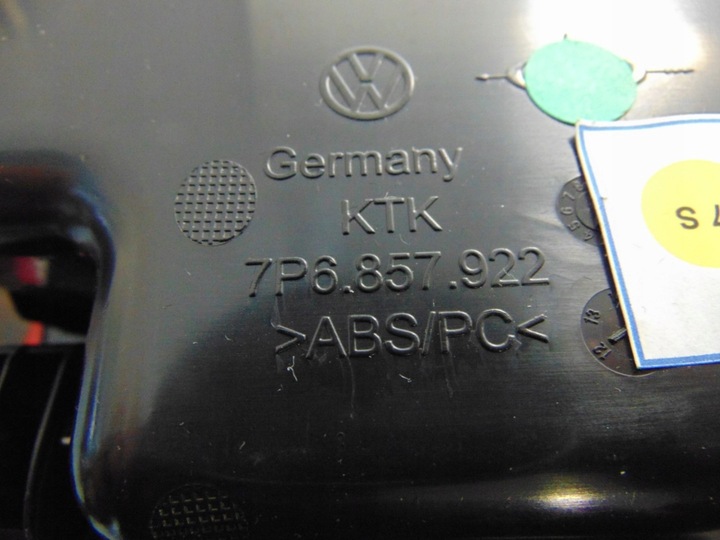 Germany
KTK
7P6.857.922
>ABS/PC<
S